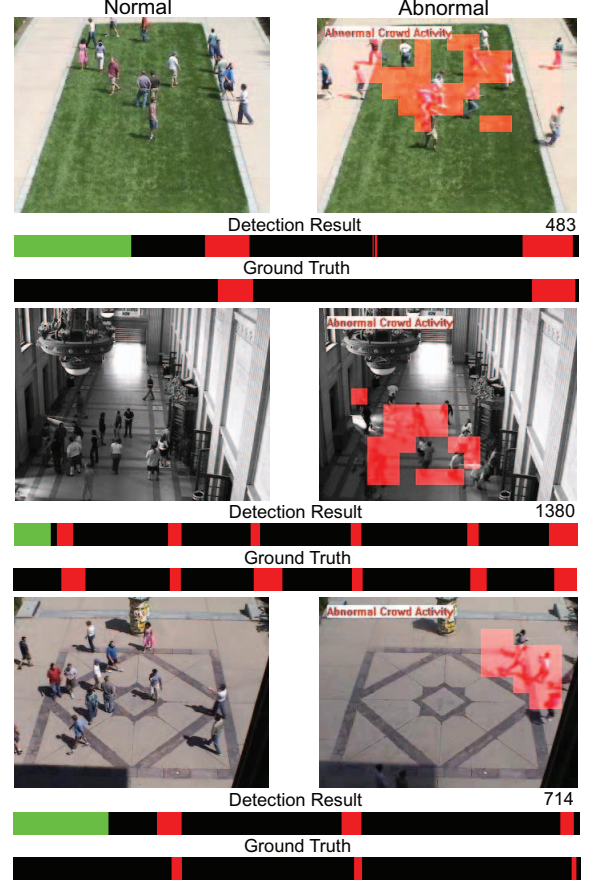 Normal
Abnormal
Abnormal Crowd Activity
Detection Result
483
Ground Truth
Abnormal Crowd Activity
Detection Result
1380
Ground Truth
Abnormal Crowd Activity
Detection Result
714
Ground Truth